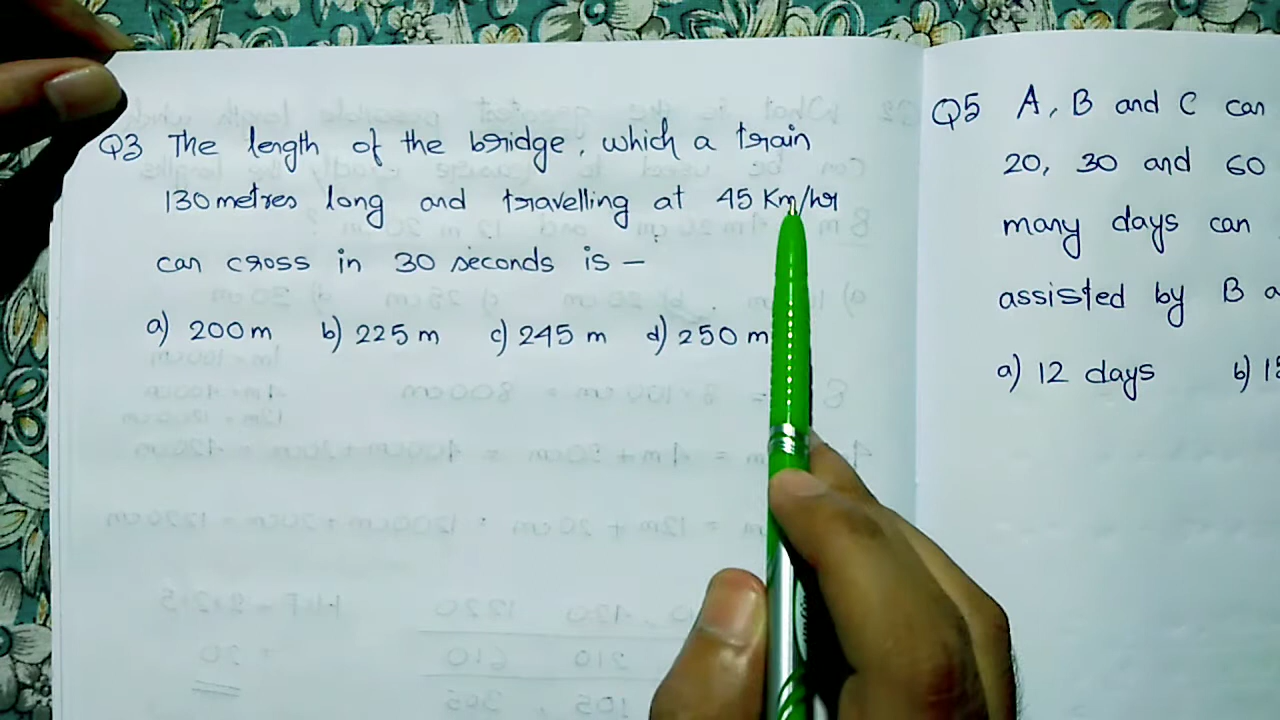 Q3 The length of the bridge, which a train
130 metres long and travelling at 45 Km/hr
can cross in 30 seconds is —
a) 200 m b) 225 m c) 245 m d) 250 m
Q5 A, B and C can
20, 30 and 60
many days can
assisted by B a
a) 12 days b)